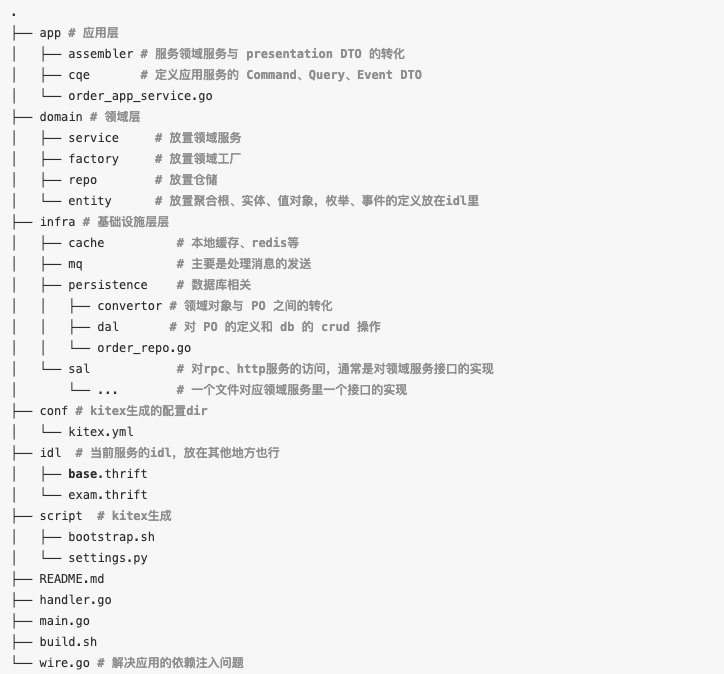 .
├── app # 应用层
│   ├── assembler # 服务领域服务与 presentation DTO 的转化
│   ├── cqe       # 定义应用服务的 Command、Query、Event DTO
│   └── order_app_service.go
├── domain # 领域层
│   ├── service     # 放置领域服务
│   ├── factory     # 放置领域工厂
│   ├── repo        # 放置仓储
│   └── entity      # 放置聚合根、实体、值对象，枚举、事件的定义放在idl里
├── infra # 基础设施层层
│   ├── cache          # 本地缓存、redis等
│   ├── mq             # 主要是处理消息的发送
│   ├── persistence    # 数据库相关
│   │   ├── convertor # 领域对象与 PO 之间的转化
│   │   ├── dal       # 对 PO 的定义和 db 的 crud 操作
│   │   └── order_repo.go
│   └── sal            # 对rpc、http服务的访问，通常是对领域服务接口的实现
│       └── ...        # 一个文件对应领域服务里一个接口的实现
├── conf # kitex生成的配置dir
│   └── kitex.yml
├── idl  # 当前服务的idl，放在其他地方也行
│   ├── base.thrift
│   └── exam.thrift
├── script  # kitex生成
│   ├── bootstrap.sh
│   └── settings.py
├── README.md
├── handler.go
├── main.go
├── build.sh
└── wire.go # 解决应用的依赖注入问题